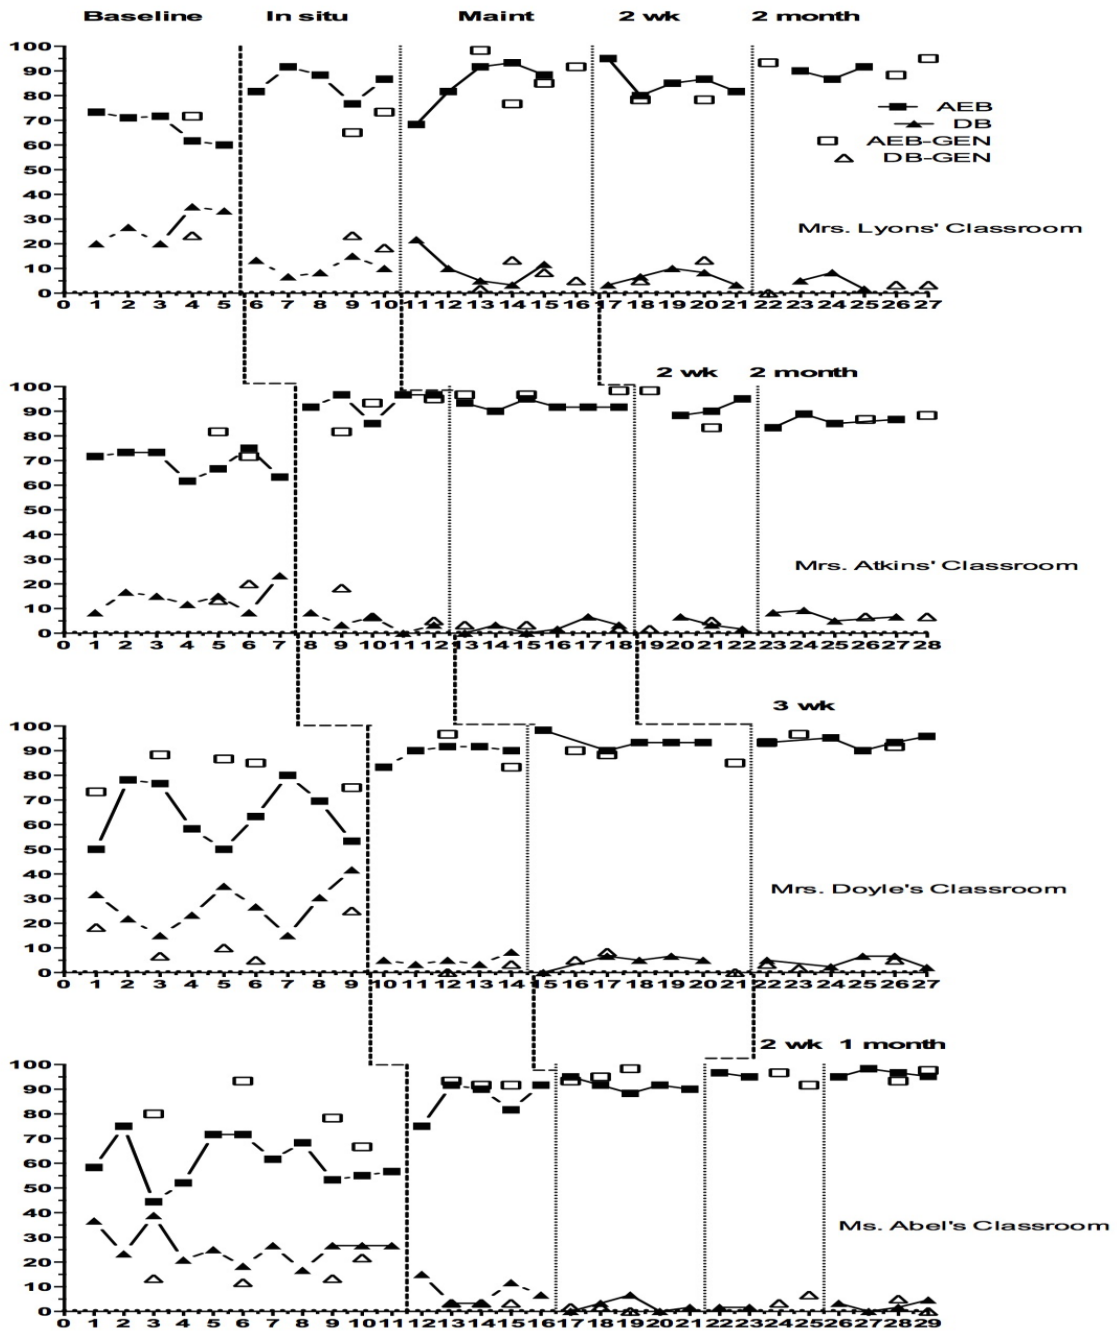 Baseline In situ Maint 2 wk 2 month
100
90
80
70
60
50
40
30
20
10
0
AEB
DB
AEB-GEN
DB-GEN
Mrs. Lyons' Classroom
0 1 2 3 4 5 6 7 8 9 10 11 12 13 14 15 16 17 18 19 20 21 22 23 24 25 26 27
2 wk 2 month
100
90
80
70
60
50
40
30
20
10
0
Mrs. Atkins' Classroom
0 1 2 3 4 5 6 7 8 9 10 11 12 13 14 15 16 17 18 19 20 21 22 23 24 25 26 27 28
3 wk
100
90
80
70
60
50
40
30
20
10
0
Mrs. Doyle's Classroom
0 1 2 3 4 5 6 7 8 9 10 11 12 13 14 15 16 17 18 19 20 21 22 23 24 25 26 27
2 wk 1 month
100
90
80
70
60
50
40
30
20
10
0
Ms. Abel's Classroom
0 1 2 3 4 5 6 7 8 9 10 11 12 13 14 15 16 17 18 19 20 21 22 23 24 25 26 27 28 29